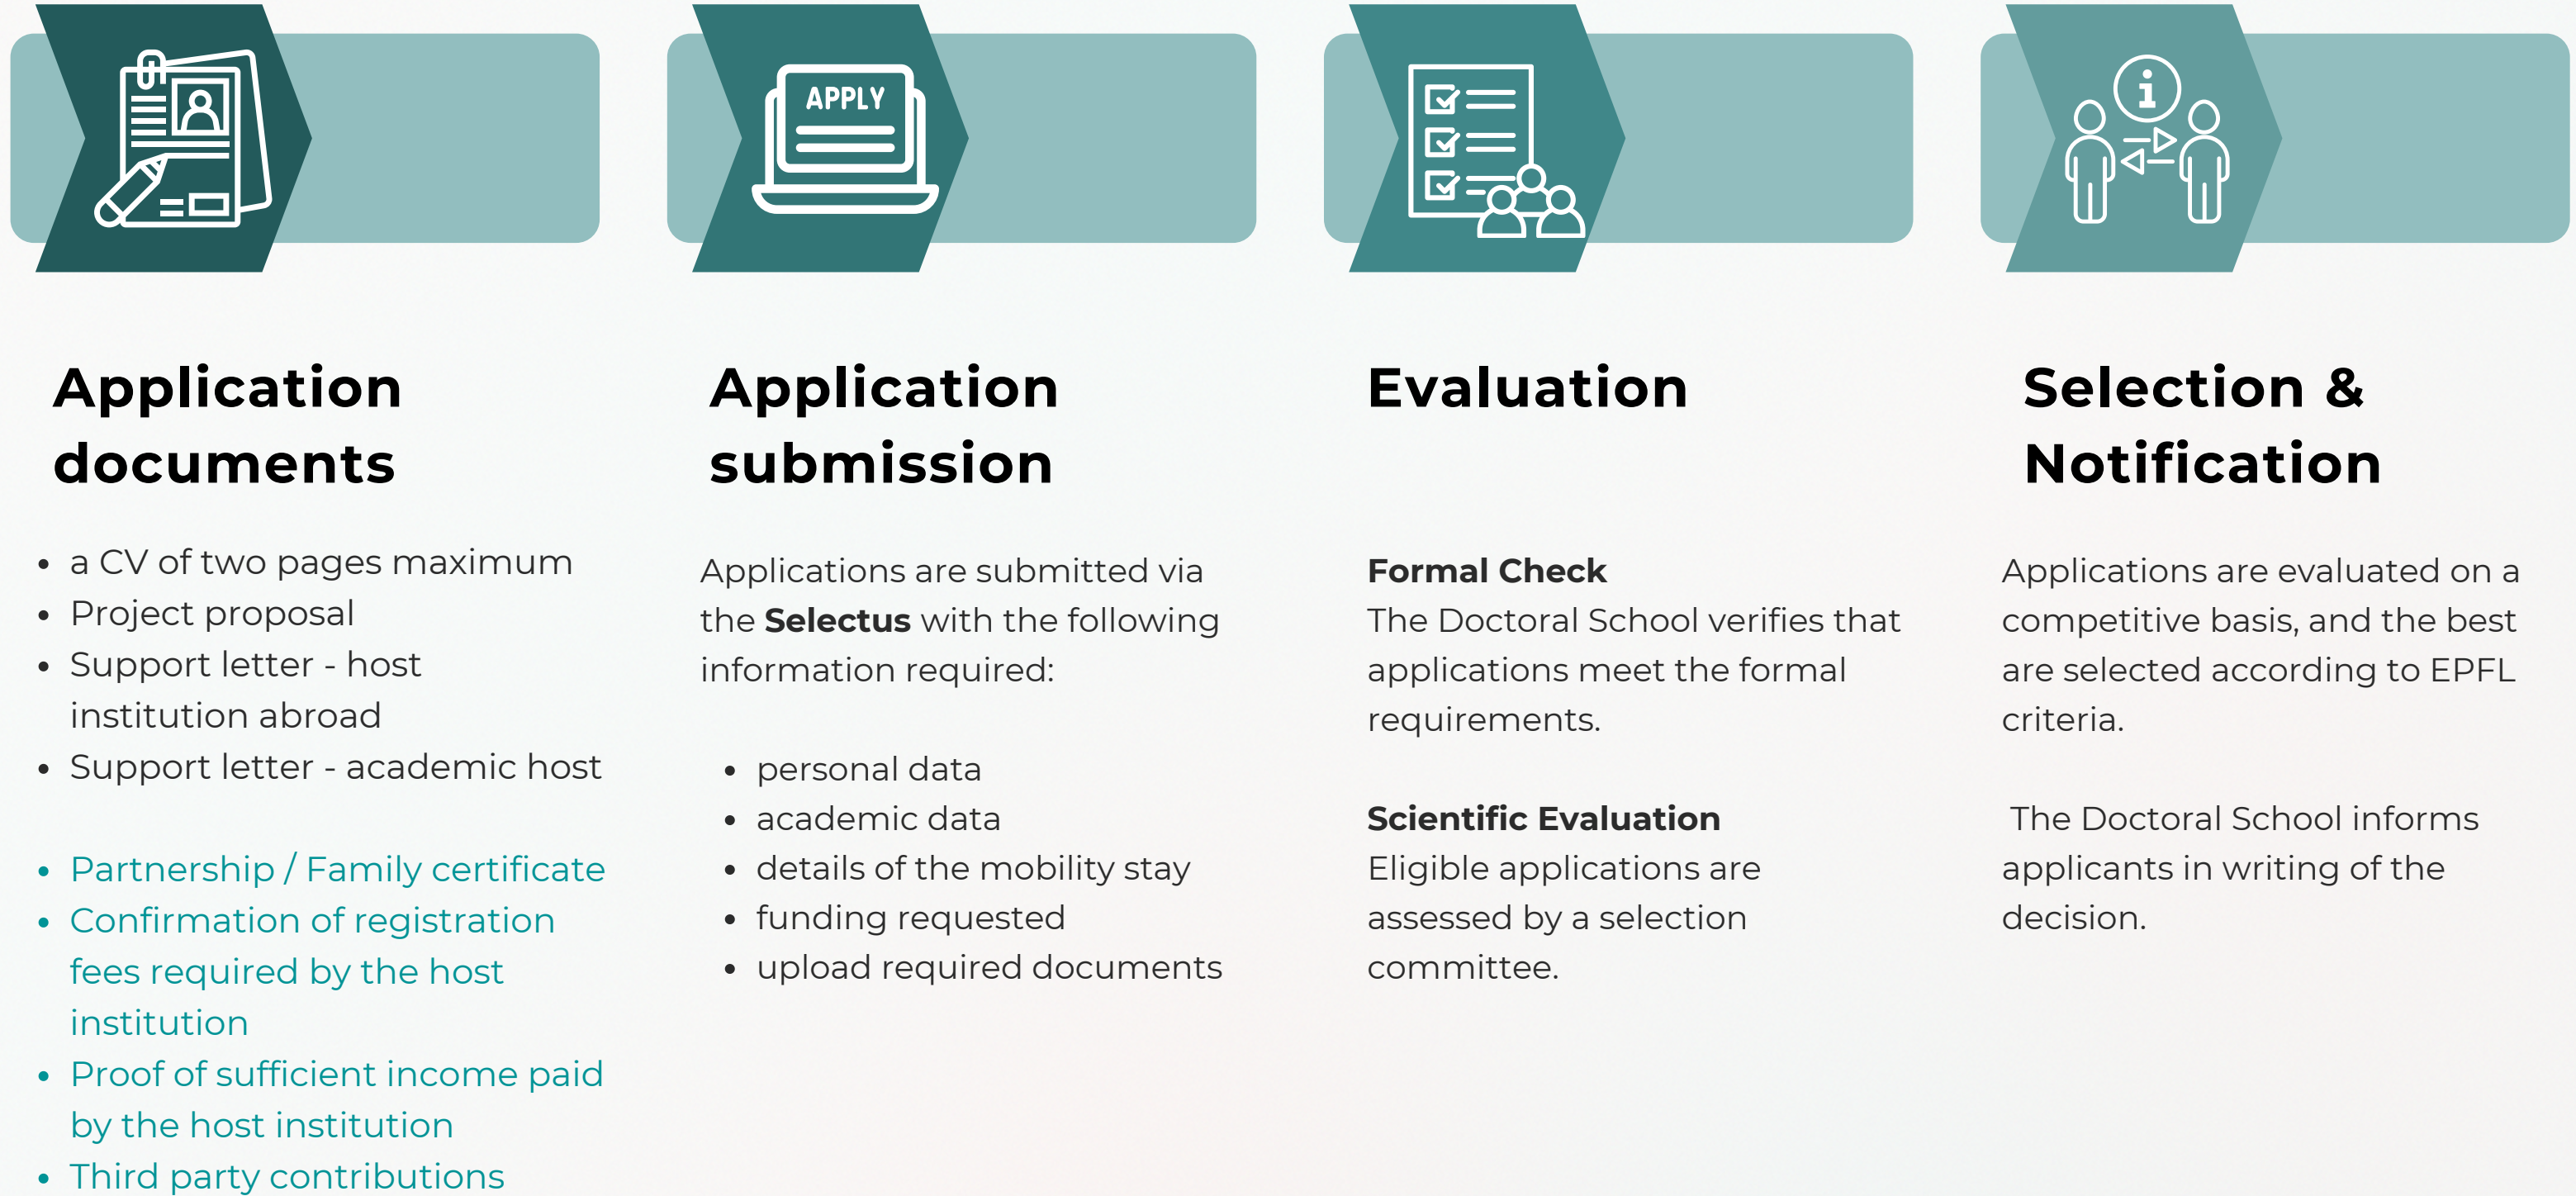 APPLY
Application
documents
• a CV of two pages maximum
• Project proposal
• Support letter - host
institution abroad
• Support letter - academic host
• Partnership / Family certificate
• Confirmation of registration
fees required by the host
institution
• Proof of sufficient income paid
by the host institution
• Third party contributions
Application
submission
Applications are submitted via
the Selectus with the following
information required:
• personal data
• academic data
• details of the mobility stay
• funding requested
• upload required documents
Evaluation
Formal Check
The Doctoral School verifies that
applications meet the formal
requirements.
Scientific Evaluation
Eligible applications are
assessed by a selection
committee.
i
Selection &
Notification
Applications are evaluated on a
competitive basis, and the best
are selected according to EPFL
criteria.
The Doctoral School informs
applicants in writing of the
decision.